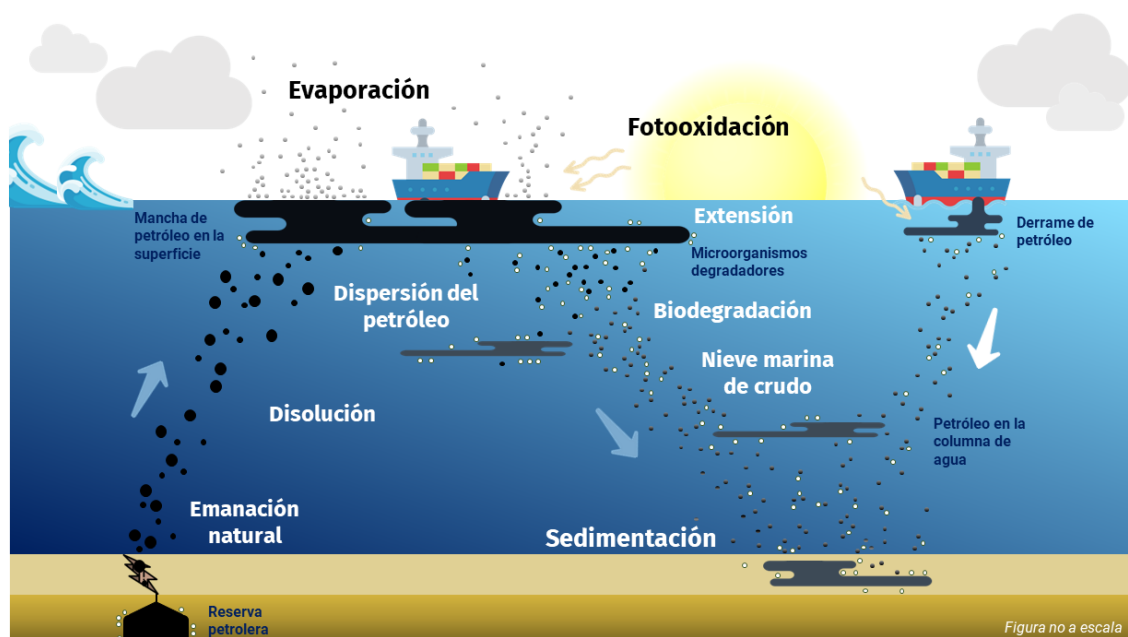 Evaporación
Fotooxidación
Mancha de
petróleo en la
superficie
Extensión
Derrame de
petróleo
Microorganismos
degradadores
Dispersión del
petróleo
Biodegradación
Nieve marina
de crudo
Disolución
Petróleo en la
columna de
agua
Emanación
natural
Sedimentación
Reserva
petrolera
Figura no a escala